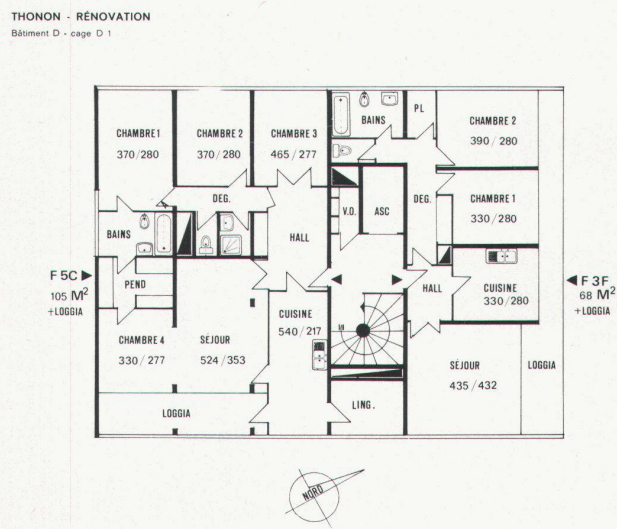 THONON - RÉNOVATION
Bâtiment D - cage D 1
CHAMBRE 1
370/280
CHAMBRE 2
370/280
CHAMBRE 3
465/277
BAINS
PL
CHAMBRE 2
390/280
DEG.
V.O.
ASC
DEG.
CHAMBRE 1
330/280
BAINS
HALL
F 5C
105 M²
+LOGGIA
PEND
HALL
CUISINE
330/280
F 3F
68 M²
+LOGGIA
CHAMBRE 4
330/277
SÉJOUR
524/353
CUISINE
540/217
SÉJOUR
435/432
LOGGIA
LOGGIA
LING.
NORD